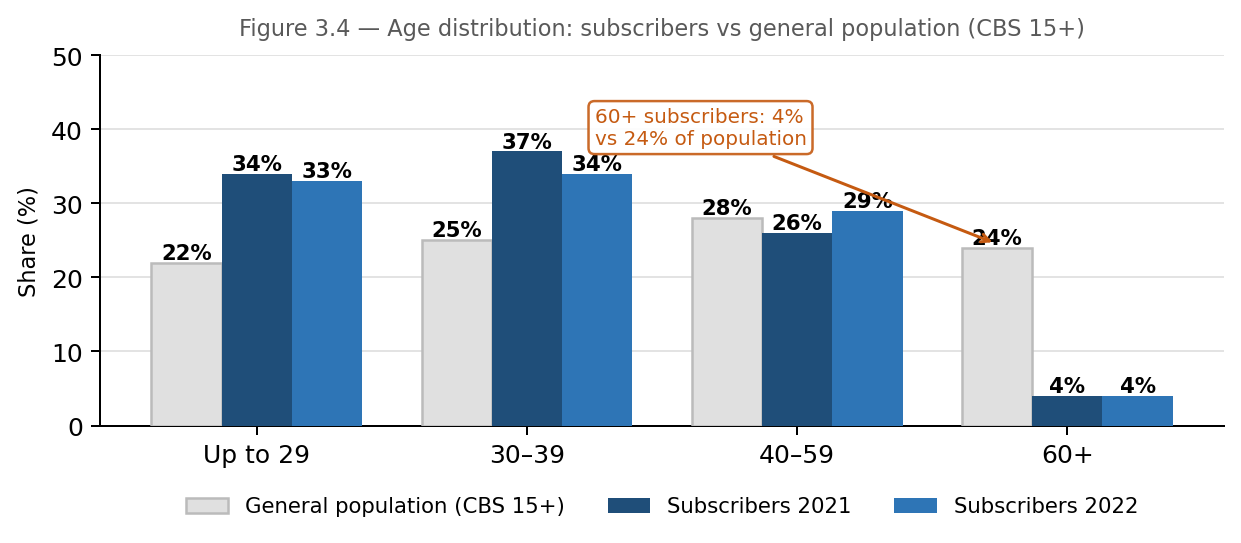 Figure 3.4 — Age distribution: subscribers vs general population (CBS 15+)
Share (%)
50
40
30
20
10
0
60+ subscribers: 4%
vs 24% of population
22%
34%
33%
25%
37%
34%
28%
26%
29%
24%
4%
4%
Up to 29
30–39
40–59
60+
General population (CBS 15+)
Subscribers 2021
Subscribers 2022